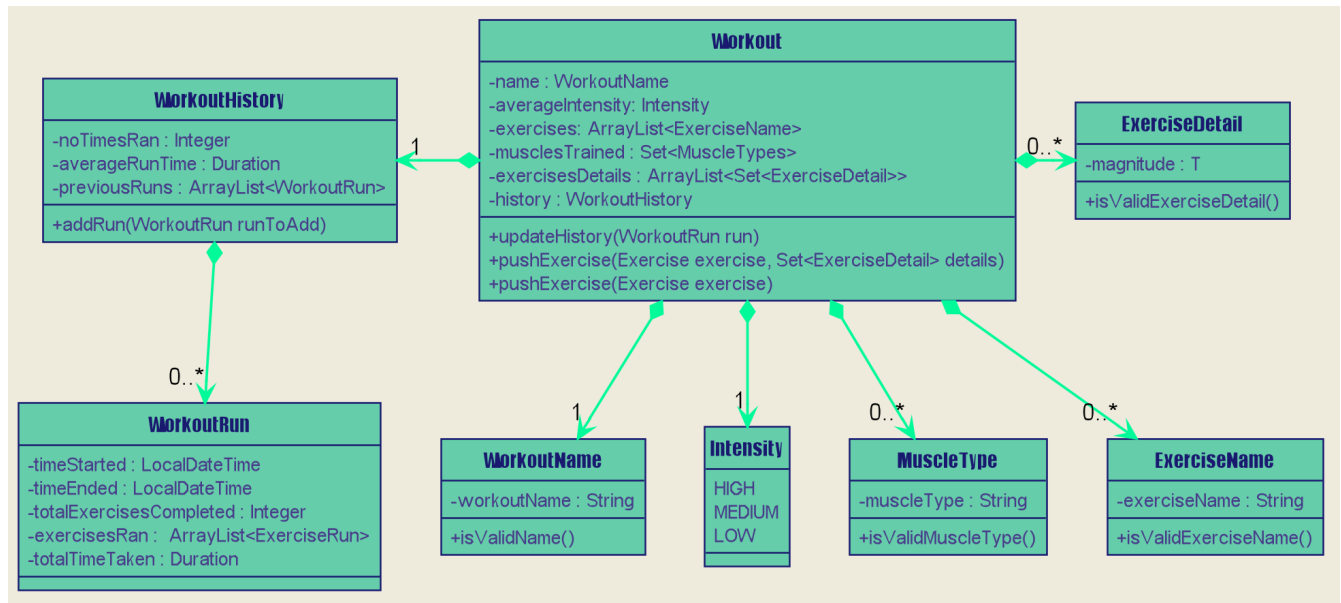 Workout
-name : WorkoutName
-averageIntensity: Intensity
-exercises: ArrayList<ExerciseName>
-musclesTrained : Set<MuscleTypes>
-exercisesDetails : ArrayList<Set<ExerciseDetail>>
-history : WorkoutHistory
+updateHistory(WorkoutRun run)
+pushExercise(Exercise exercise, Set<ExerciseDetail> details)
+pushExercise(Exercise exercise)
WorkoutHistory
-noTimesRan : Integer
-averageRunTime : Duration
-previousRuns : ArrayList<WorkoutRun>
+addRun(WorkoutRun runToAdd)
1
0..*
ExerciseDetail
-magnitude : T
+isValidExerciseDetail()
0..*
WorkoutRun
-timeStarted : LocalDateTime
-timeEnded : LocalDateTime
-totalExercisesCompleted : Integer
-exercisesRan : ArrayList<ExerciseRun>
-totalTimeTaken : Duration
1
WorkoutName
-workoutName : String
+isValidName()
1
Intensity
HIGH
MEDIUM
LOW
0..*
MuscleType
-muscleType : String
+isValidMuscleType()
0..*
ExerciseName
-exerciseName : String
+isValidExerciseName()